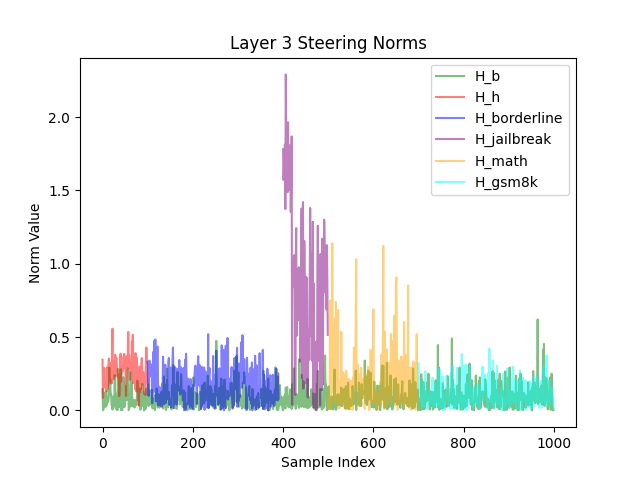 Layer 3 Steering Norms
H_b
H_h
H_borderline
H_jailbreak
H_math
H_gsm8k
Norm Value
2.0
1.5
1.0
0.5
0.0
0 200 400 600 800 1000
Sample Index